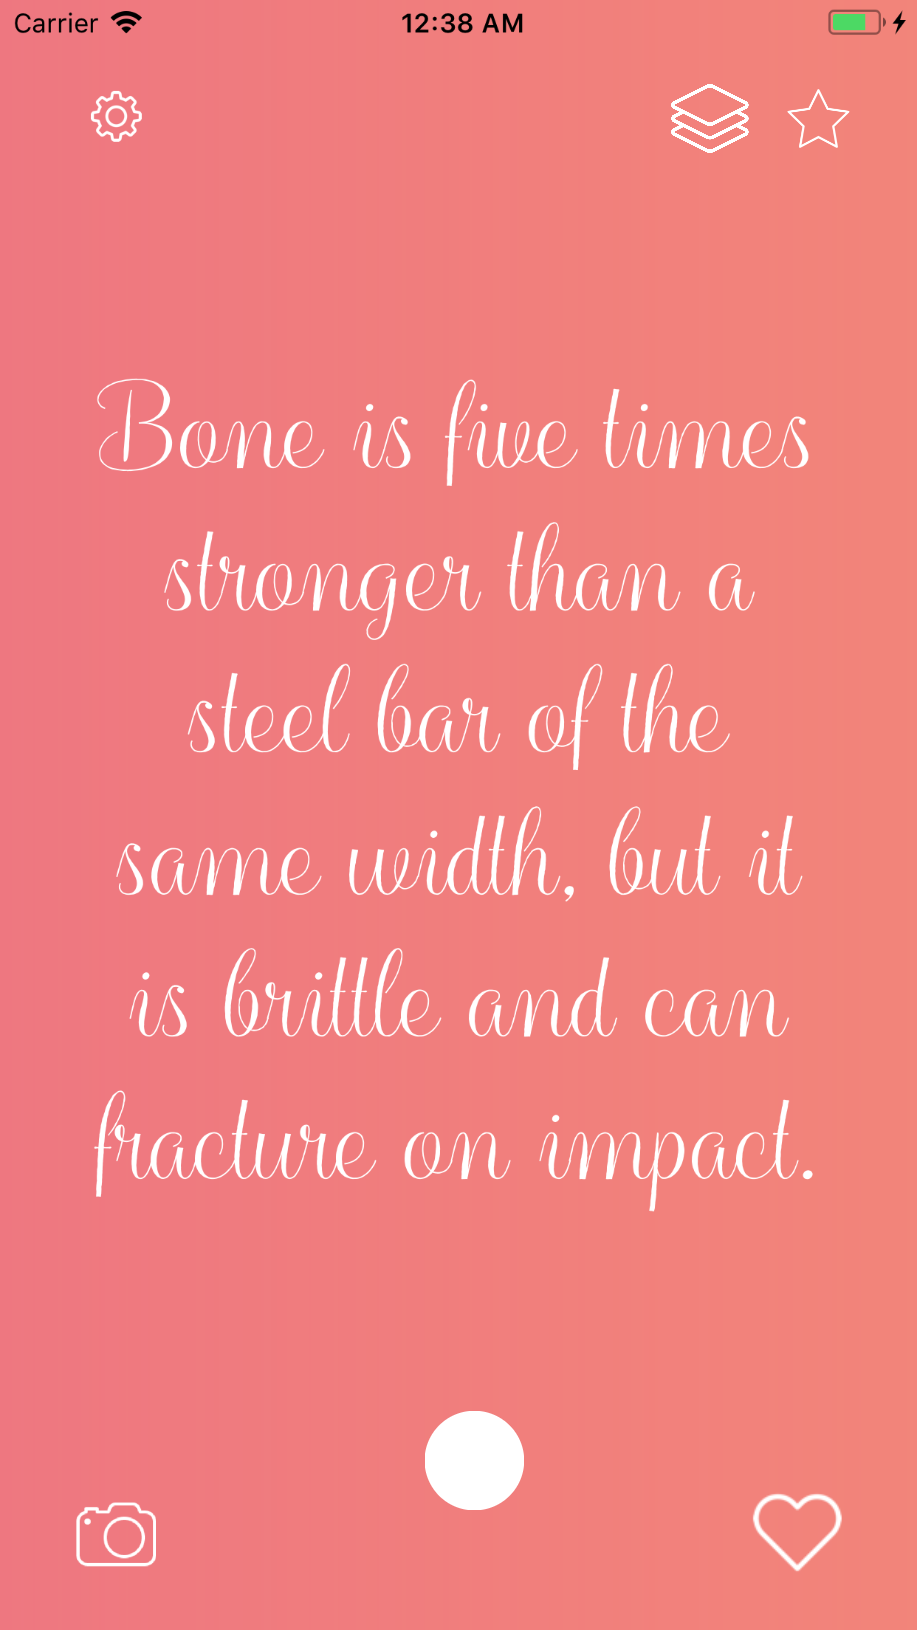 Carrier 12:38 AM
Bone is five times
stronger than a
steel bar of the
same width, but it
is brittle and can
fracture on impact.